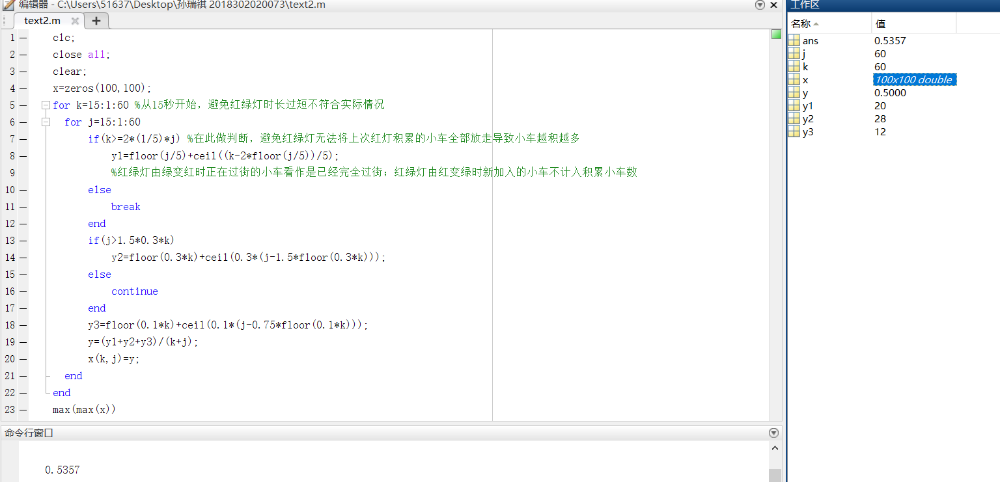 编辑器 - C:\Users\51637\Desktop\孙瑞祺 2018302020073\text2.m
text2.m
1 clc;
2 close all;
3 clear;
4 x=zeros(100,100);
5 for k=15:1:60 %从15秒开始，避免红绿灯时长过短不符合实际情况
6 for j=15:1:60
7 if(k>=2*(1/5)*j) %在此做判断，避免红绿灯无法将上次红灯积累的小车全部放走导致小车越积越多
8 y1=floor(j/5)+ceil((k-2*floor(j/5))/5);
9 %红绿灯由绿变红时正在过街的小车看作是已经完全过街；红绿灯由红变绿时新加入的小车不计入积累小车数
10 else
11 break
12 end
13 if(j>1.5*0.3*k)
14 y2=floor(0.3*k)+ceil(0.3*(j-1.5*floor(0.3*k)));
15 else
16 continue
17 end
18 y3=floor(0.1*k)+ceil(0.1*(j-0.75*floor(0.1*k)));
19 y=(y1+y2+y3)/(k+j);
20 x(k,j)=y;
21 end
22 end
23 max(max(x))
命令行窗口
0.5357
工作区
名称 值
ans 0.5357
j 60
k 60
x 100x100 double
y 0.5000
y1 20
y2 28
y3 12